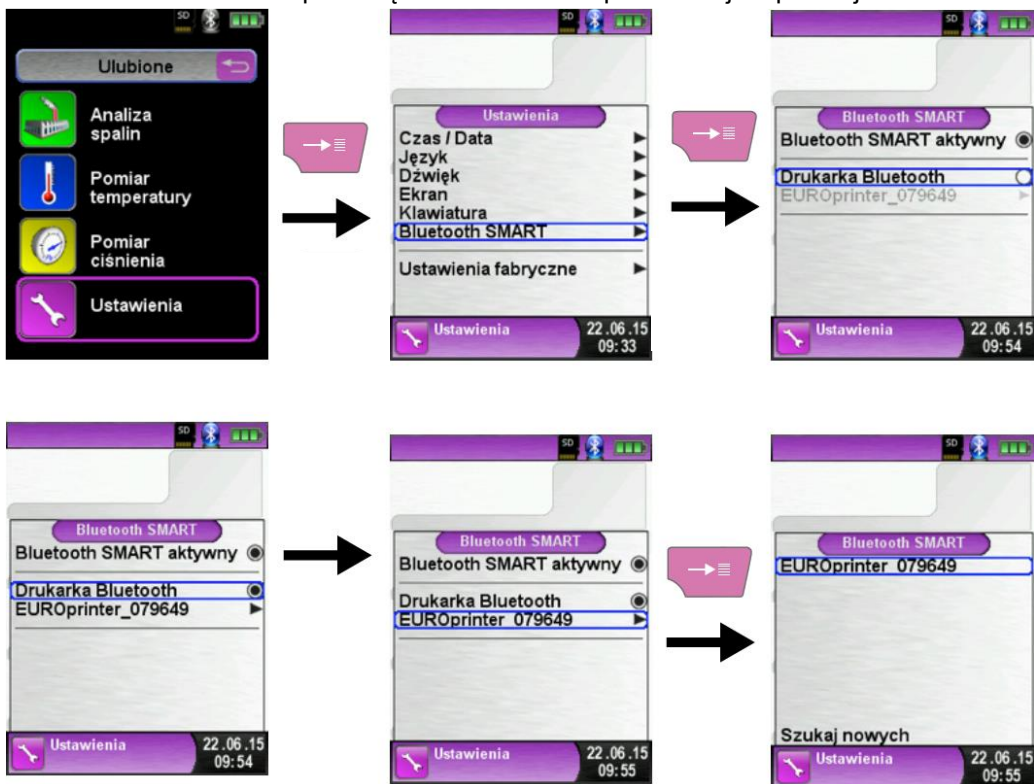 SD
Ulubione
Analiza
spalin
Pomiar
temperatury
Pomiar
ciśnienia
Ustawienia
SD
Ustawienia
Czas / Data
Język
Dźwięk
Ekran
Klawiatura
Bluetooth SMART
Ustawienia fabryczne
Ustawienia
22.06.15
09:33
SD
Bluetooth SMART
Bluetooth SMART aktywny
Drukarka Bluetooth
EUROprinter_079649
Ustawienia
22.06.15
09:54
SD
Bluetooth SMART
Bluetooth SMART aktywny
Drukarka Bluetooth
EUROprinter_079649
Ustawienia
22.06.15
09:54
SD
Bluetooth SMART
Bluetooth SMART aktywny
Drukarka Bluetooth
EUROprinter_079649
Ustawienia
22.06.15
09:55
SD
Bluetooth SMART
EUROprinter_079649
Szukaj nowych
Ustawienia
22.06.15
09:55